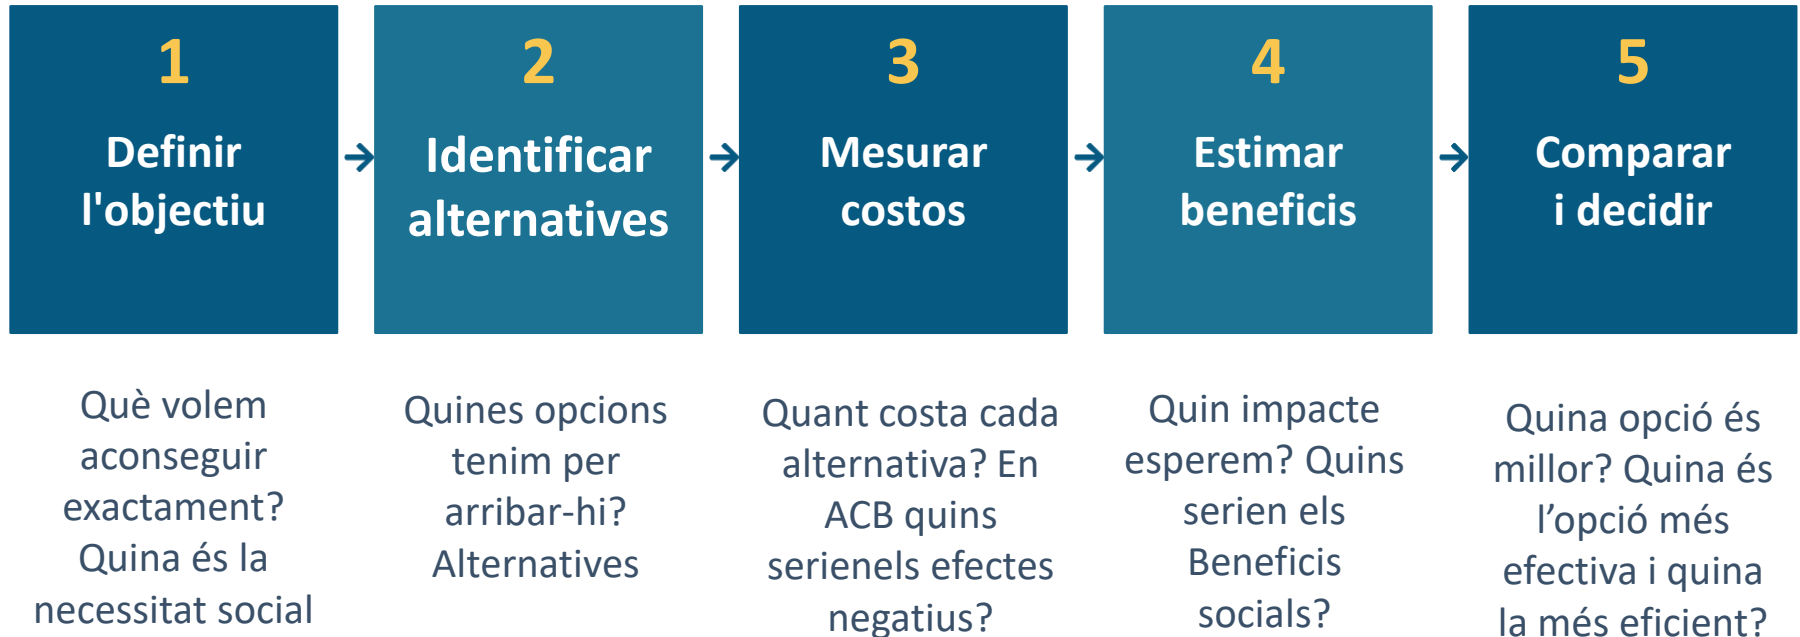 1
Definir
l'objectiu
Què volem
aconseguir
exactament?
Quina és la
necessitat social
→
2
Identificar
alternatives
Quines opcions
tenim per
arribar-hi?
Alternatives
→
3
Mesurar
costos
Quant costa cada
alternativa? En
ACB quins
serienels efectes
negatius?
→
4
Estimar
beneficis
Quin impacte
esperem? Quins
serien els
Beneficis
socials?
→
5
Comparar
i decidir
Quina opció és
millor? Quina és
l’opció més
efectiva i quina
la més eficient?